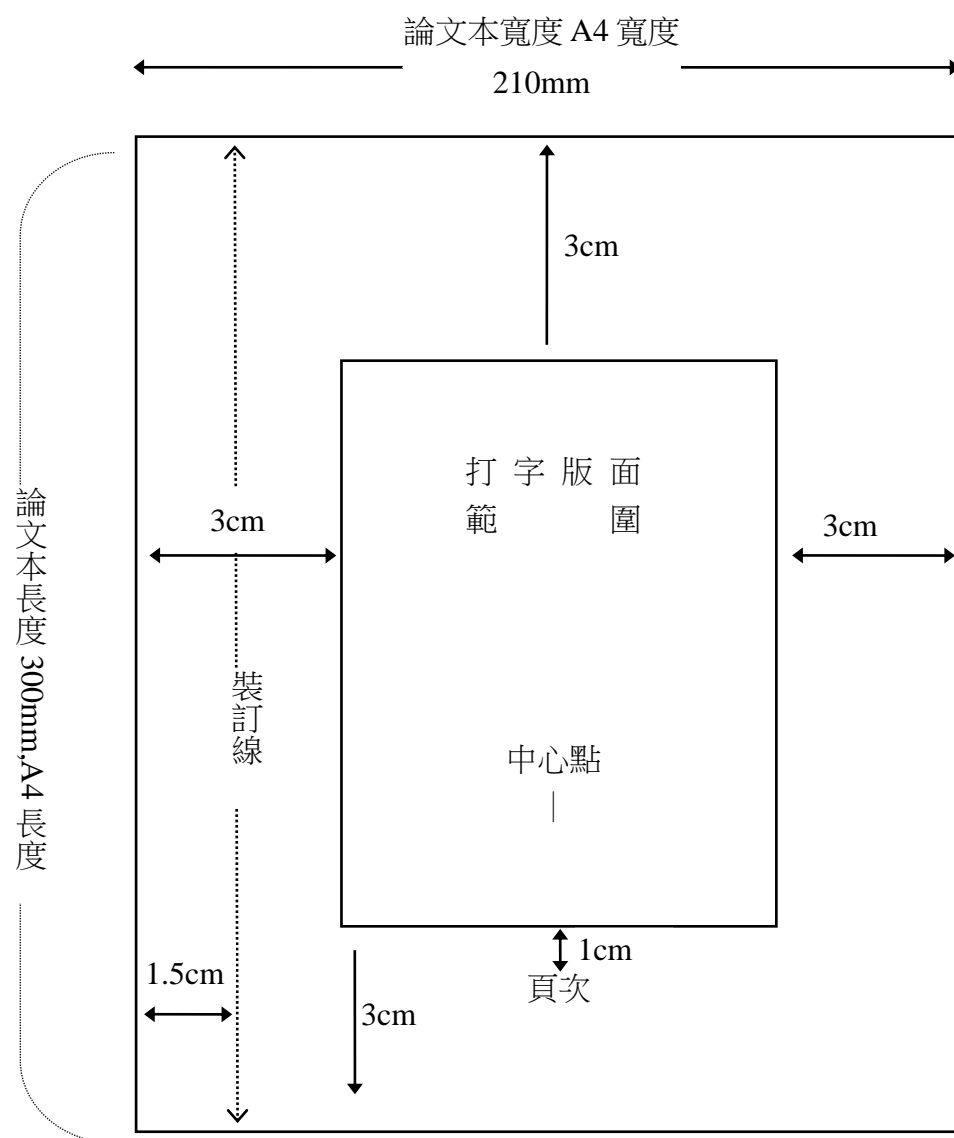 論文本寬度 A4 寬度
210mm
3cm
打字版面
範圍
3cm
3cm
論文本長度 300mm,A4 長度
裝訂線
中心點
|
1cm
頁次
1.5cm
3cm